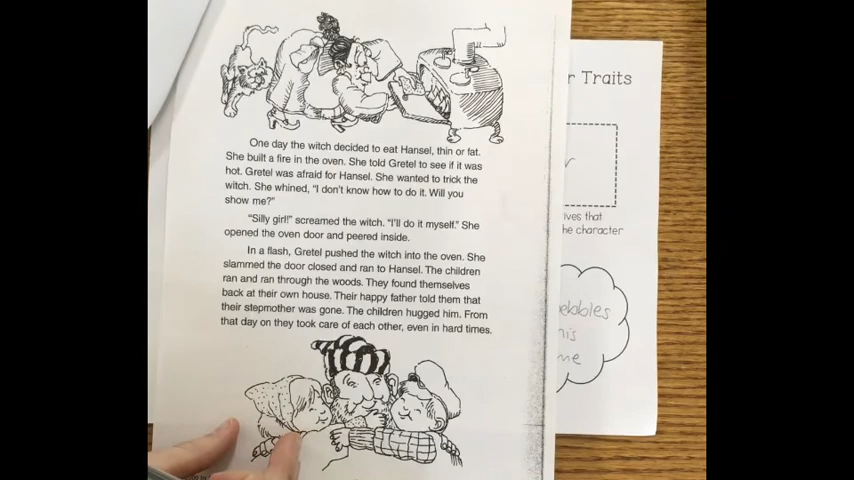 One day the witch decided to eat Hansel, thin or fat.
She built a fire in the oven. She told Gretel to see if it was
hot. Gretel was afraid for Hansel. She wanted to trick the
witch. She whined, "I don't know how to do it. Will you
show me?"
"Silly girl!" screamed the witch. "I'll do it myself." She
opened the oven door and peered inside.
In a flash, Gretel pushed the witch into the oven. She
slammed the door closed and ran to Hansel. The children
ran and ran through the woods. They found themselves
back at their own house. Their happy father told them that
their stepmother was gone. The children hugged him. From
that day on they took care of each other, even in hard times.
Traits
that
the character